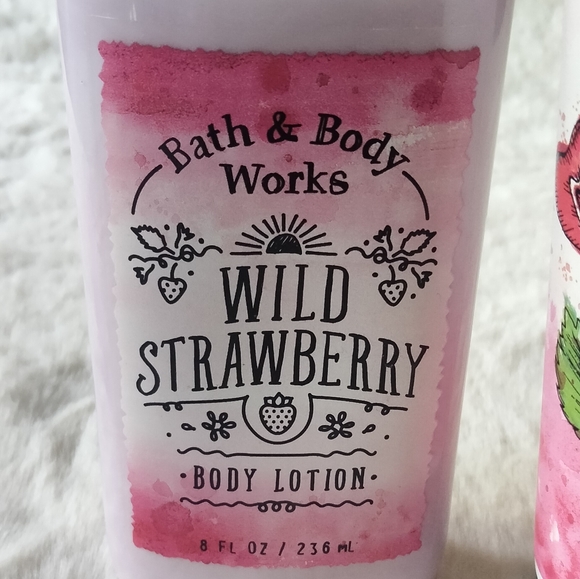 Bath & Body
Works
WILD
STRAWBERRY
BODY LOTION
8 FL OZ / 236 mL